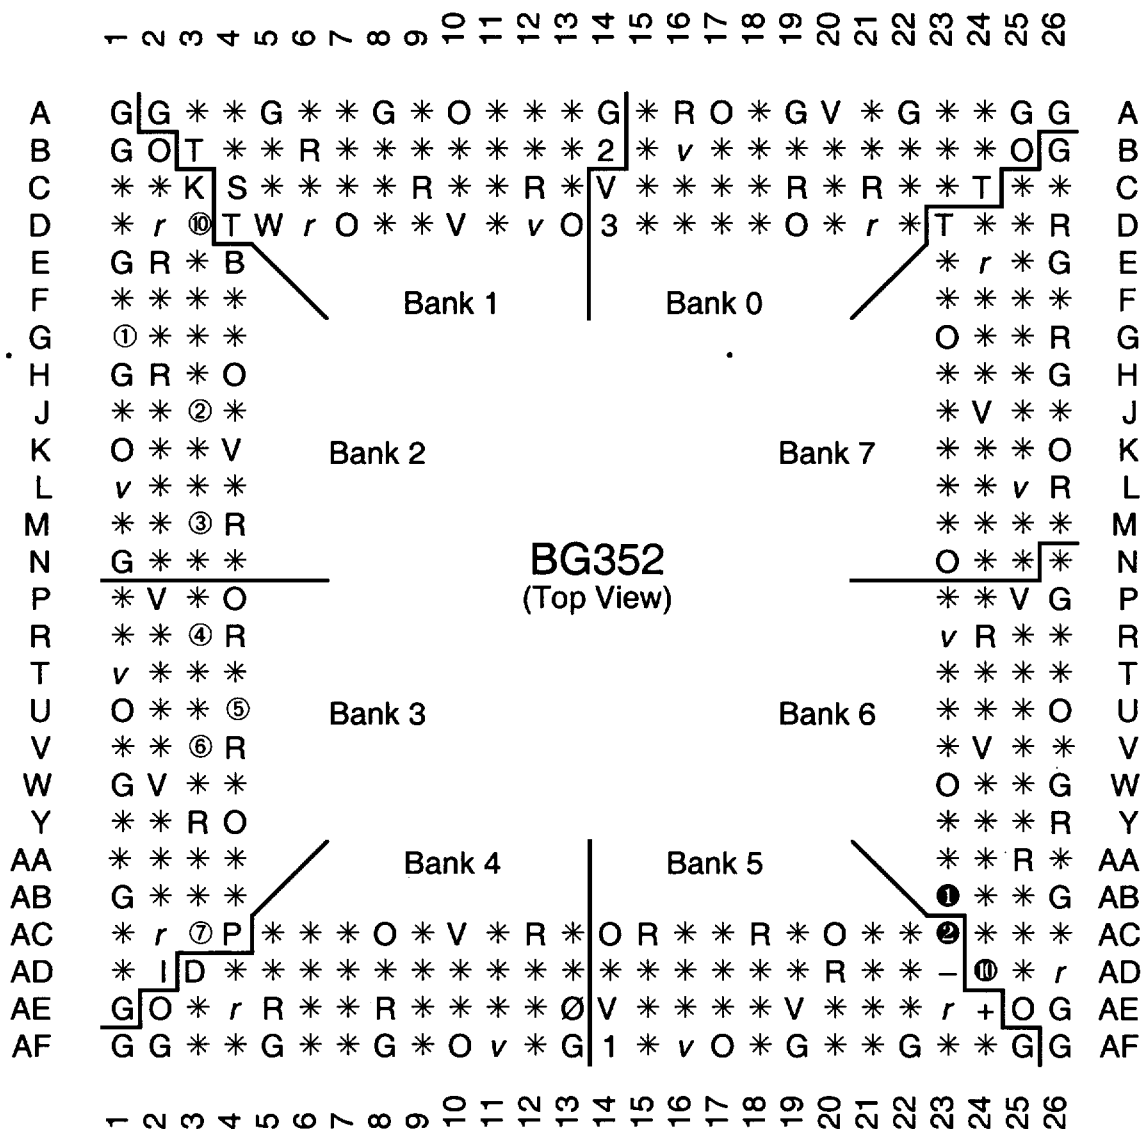 1 2 3 4 5 6 7 8 9 10 11 12 13 14 15 16 17 18 19 20 21 22 23 24 25 26
A G G * * G * * G * O * * * G * R O * G V * G * * G G A
B G O T * * R * * * * * * * 2 * v * * * * * * * * O G B
C * * K S * * * * R * * R * V * * * * R * R * * T * * C
D * r ⑩ T W r O * * V * v O 3 * * * * O * r * T * * R D
E G R * B * r * G E
F * * * * * * * * F
Bank 1 Bank 0
G ① * * * O * * R G
H G R * O * * * G H
J * * ② * * V * * J
K O * * V Bank 2 Bank 7 * * * O K
L v * * * * * v R L
M * * ③ R * * * * M
N G * * * BG352 O * * * N
P * V * O (Top View) * * V G P
R * * ④ R v R * * R
T v * * * * * * * T
U O * * ⑤ Bank 3 Bank 6 * * * O U
V * * ⑥ R * V * * V
W G V * * O * * G W
Y * * R O * * * R Y
AA * * * * Bank 4 Bank 5 * * R * AA
AB G * * * ❶ * * G AB
AC * r ⑦ P * * * O * V * R * O R * * R * O * * ❷ * * * AC
AD * I D * * * * * * * * * * * * * * * * R * * – ⓫ * r AD
AE G O * r R * * R * * * * Ø V * * * * V * * * r + O G AE
AF G G * * G * * G * O v * G 1 * v O * G * * G * * G G AF
1 2 3 4 5 6 7 8 9 10 11 12 13 14 15 16 17 18 19 20 21 22 23 24 25 26